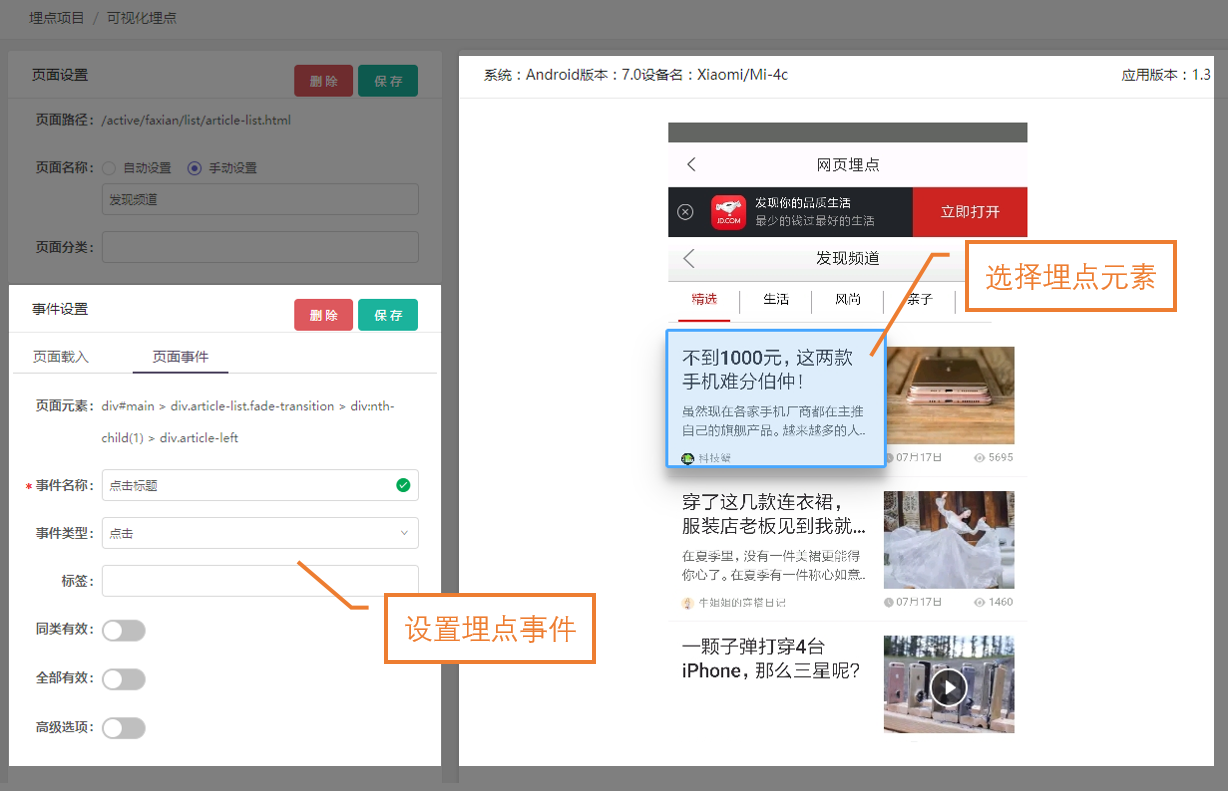 埋点项目 / 可视化埋点
页面设置
删 除
保 存
页面路径: /active/faxian/list/article-list.html
页面名称: 自动设置 手动设置
发现频道
页面分类:
事件设置
删 除
保 存
页面载入 页面事件
页面元素: div#main > div.article-list.fade-transition > div:nth-
child(1) > div.article-left
* 事件名称: 点击标题
事件类型: 点击
标签:
同类有效:
全部有效:
高级选项:
设置埋点事件
系统：Android版本：7.0设备名：Xiaomi/Mi-4c
应用版本：1.3
网页埋点
JD.COM
发现你的品质生活
最少的钱过最好的生活
立即打开
发现频道
选择埋点元素
精选 生活 风尚 亲子
不到1000元，这两款
手机难分伯仲！
虽然现在各家手机厂商都在主推
自己的旗舰产品。越来越多的人..
科技蟹
07月17日 5695
穿了这几款连衣裙，
服装店老板见到我就...
在夏季里，没有一件美裙更能得
你心了。在夏季有一件称心如意..
牛姐姐的穿搭日记
07月17日 1460
一颗子弹打穿4台
iPhone，那么三星呢？